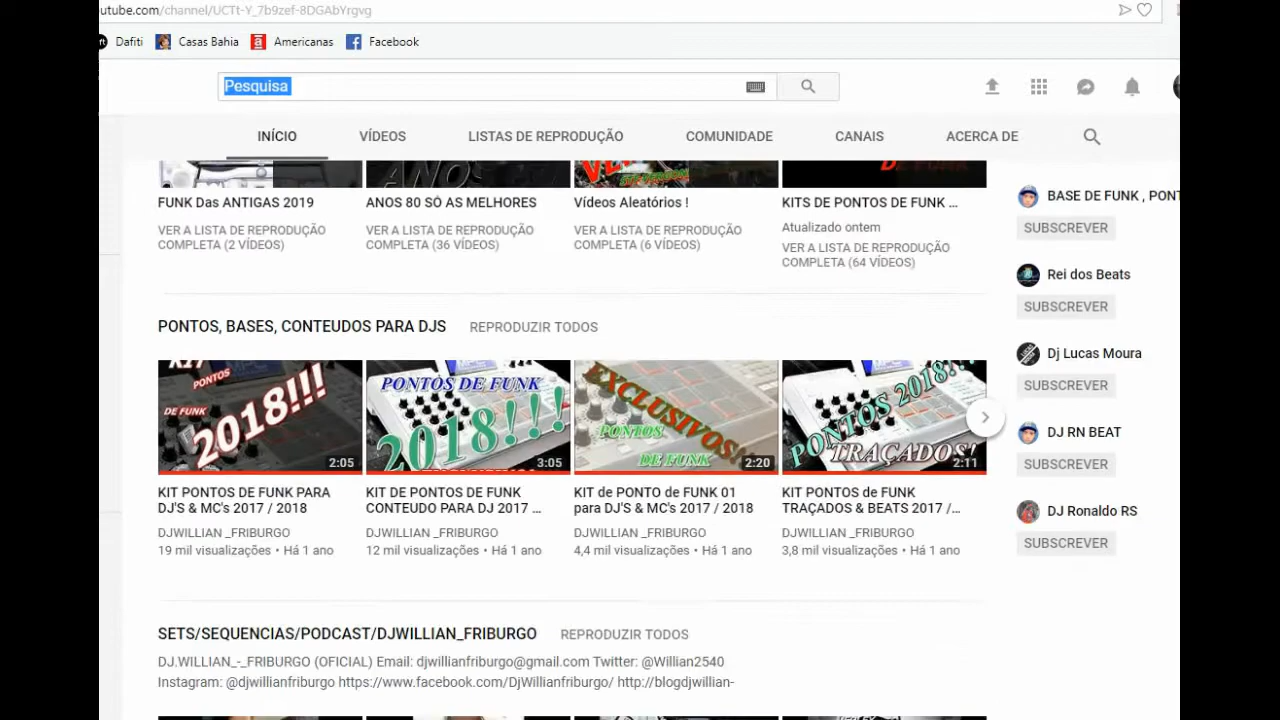 utube.com/channel/UCTt-Y_7b9zef-8DGAbYrgvg
Dafiti Casas Bahia Americanas Facebook
Pesquisa
INÍCIO VÍDEOS LISTAS DE REPRODUÇÃO COMUNIDADE CANAIS ACERCA DE
ANOS
FUNK Das ANTIGAS 2019
VER A LISTA DE REPRODUÇÃO
COMPLETA (2 VÍDEOS)
ANOS 80 SÓ AS MELHORES
VER A LISTA DE REPRODUÇÃO
COMPLETA (36 VÍDEOS)
Vídeos Aleatórios !
VER A LISTA DE REPRODUÇÃO
COMPLETA (6 VÍDEOS)
DE FUNK
KITS DE PONTOS DE FUNK ...
Atualizado ontem
VER A LISTA DE REPRODUÇÃO
COMPLETA (64 VÍDEOS)
BASE DE FUNK , PONT
SUBSCREVER
Rei dos Beats
SUBSCREVER
Dj Lucas Moura
SUBSCREVER
DJ RN BEAT
SUBSCREVER
DJ Ronaldo RS
SUBSCREVER
PONTOS, BASES, CONTEUDOS PARA DJS REPRODUZIR TODOS
KIT
PONTOS
DE FUNK
2018!!!
2:05
KIT PONTOS DE FUNK PARA
DJ'S & MC's 2017 / 2018
DJWILLIAN _FRIBURGO
19 mil visualizações • Há 1 ano
PONTOS DE FUNK
2018!!!
3:05
KIT DE PONTOS DE FUNK
CONTEUDO PARA DJ 2017 ...
DJWILLIAN _FRIBURGO
12 mil visualizações • Há 1 ano
EXCLUSIVOS!
PONTOS
DE FUNK
2:20
KIT de PONTO de FUNK 01
para DJ'S & MC's 2017 / 2018
DJWILLIAN _FRIBURGO
4,4 mil visualizações • Há 1 ano
PONTOS 2018!!!
TRAÇADOS!
2:11
KIT PONTOS de FUNK
TRAÇADOS & BEATS 2017 /...
DJWILLIAN _FRIBURGO
3,8 mil visualizações • Há 1 ano
SETS/SEQUENCIAS/PODCAST/DJWILLIAN_FRIBURGO REPRODUZIR TODOS
DJ.WILLIAN_-_FRIBURGO (OFICIAL) Email: djwillianfriburgo@gmail.com Twitter: @Willian2540
Instagram: @djwillianfriburgo https://www.facebook.com/DjWillianfriburgo/ http://blogdjwillian-